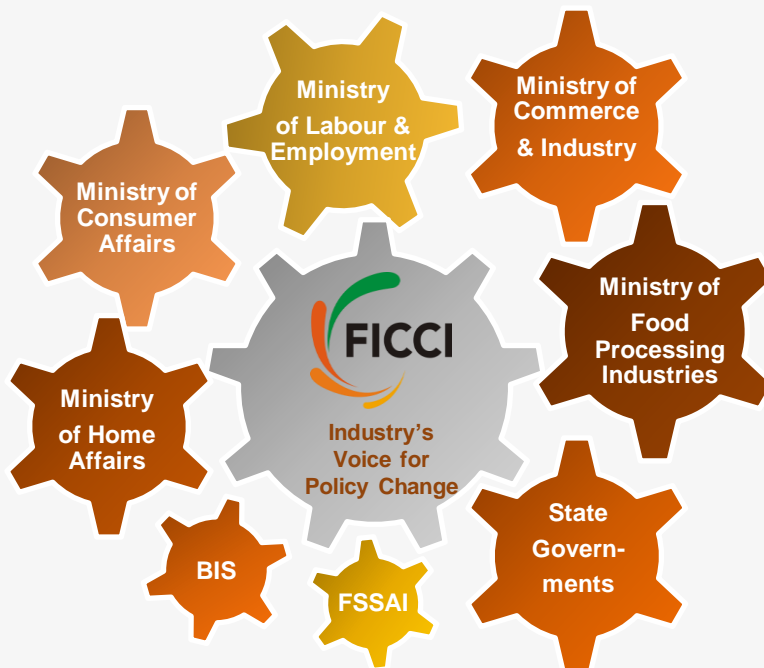 Ministry
of Labour &
Employment
Ministry of
Commerce
& Industry
Ministry of
Consumer
Affairs
Ministry of
Food
Processing
Industries
FICCI
Industry's
Voice for
Policy Change
Ministry
of Home
Affairs
State
Govern-
ments
BIS
FSSAI